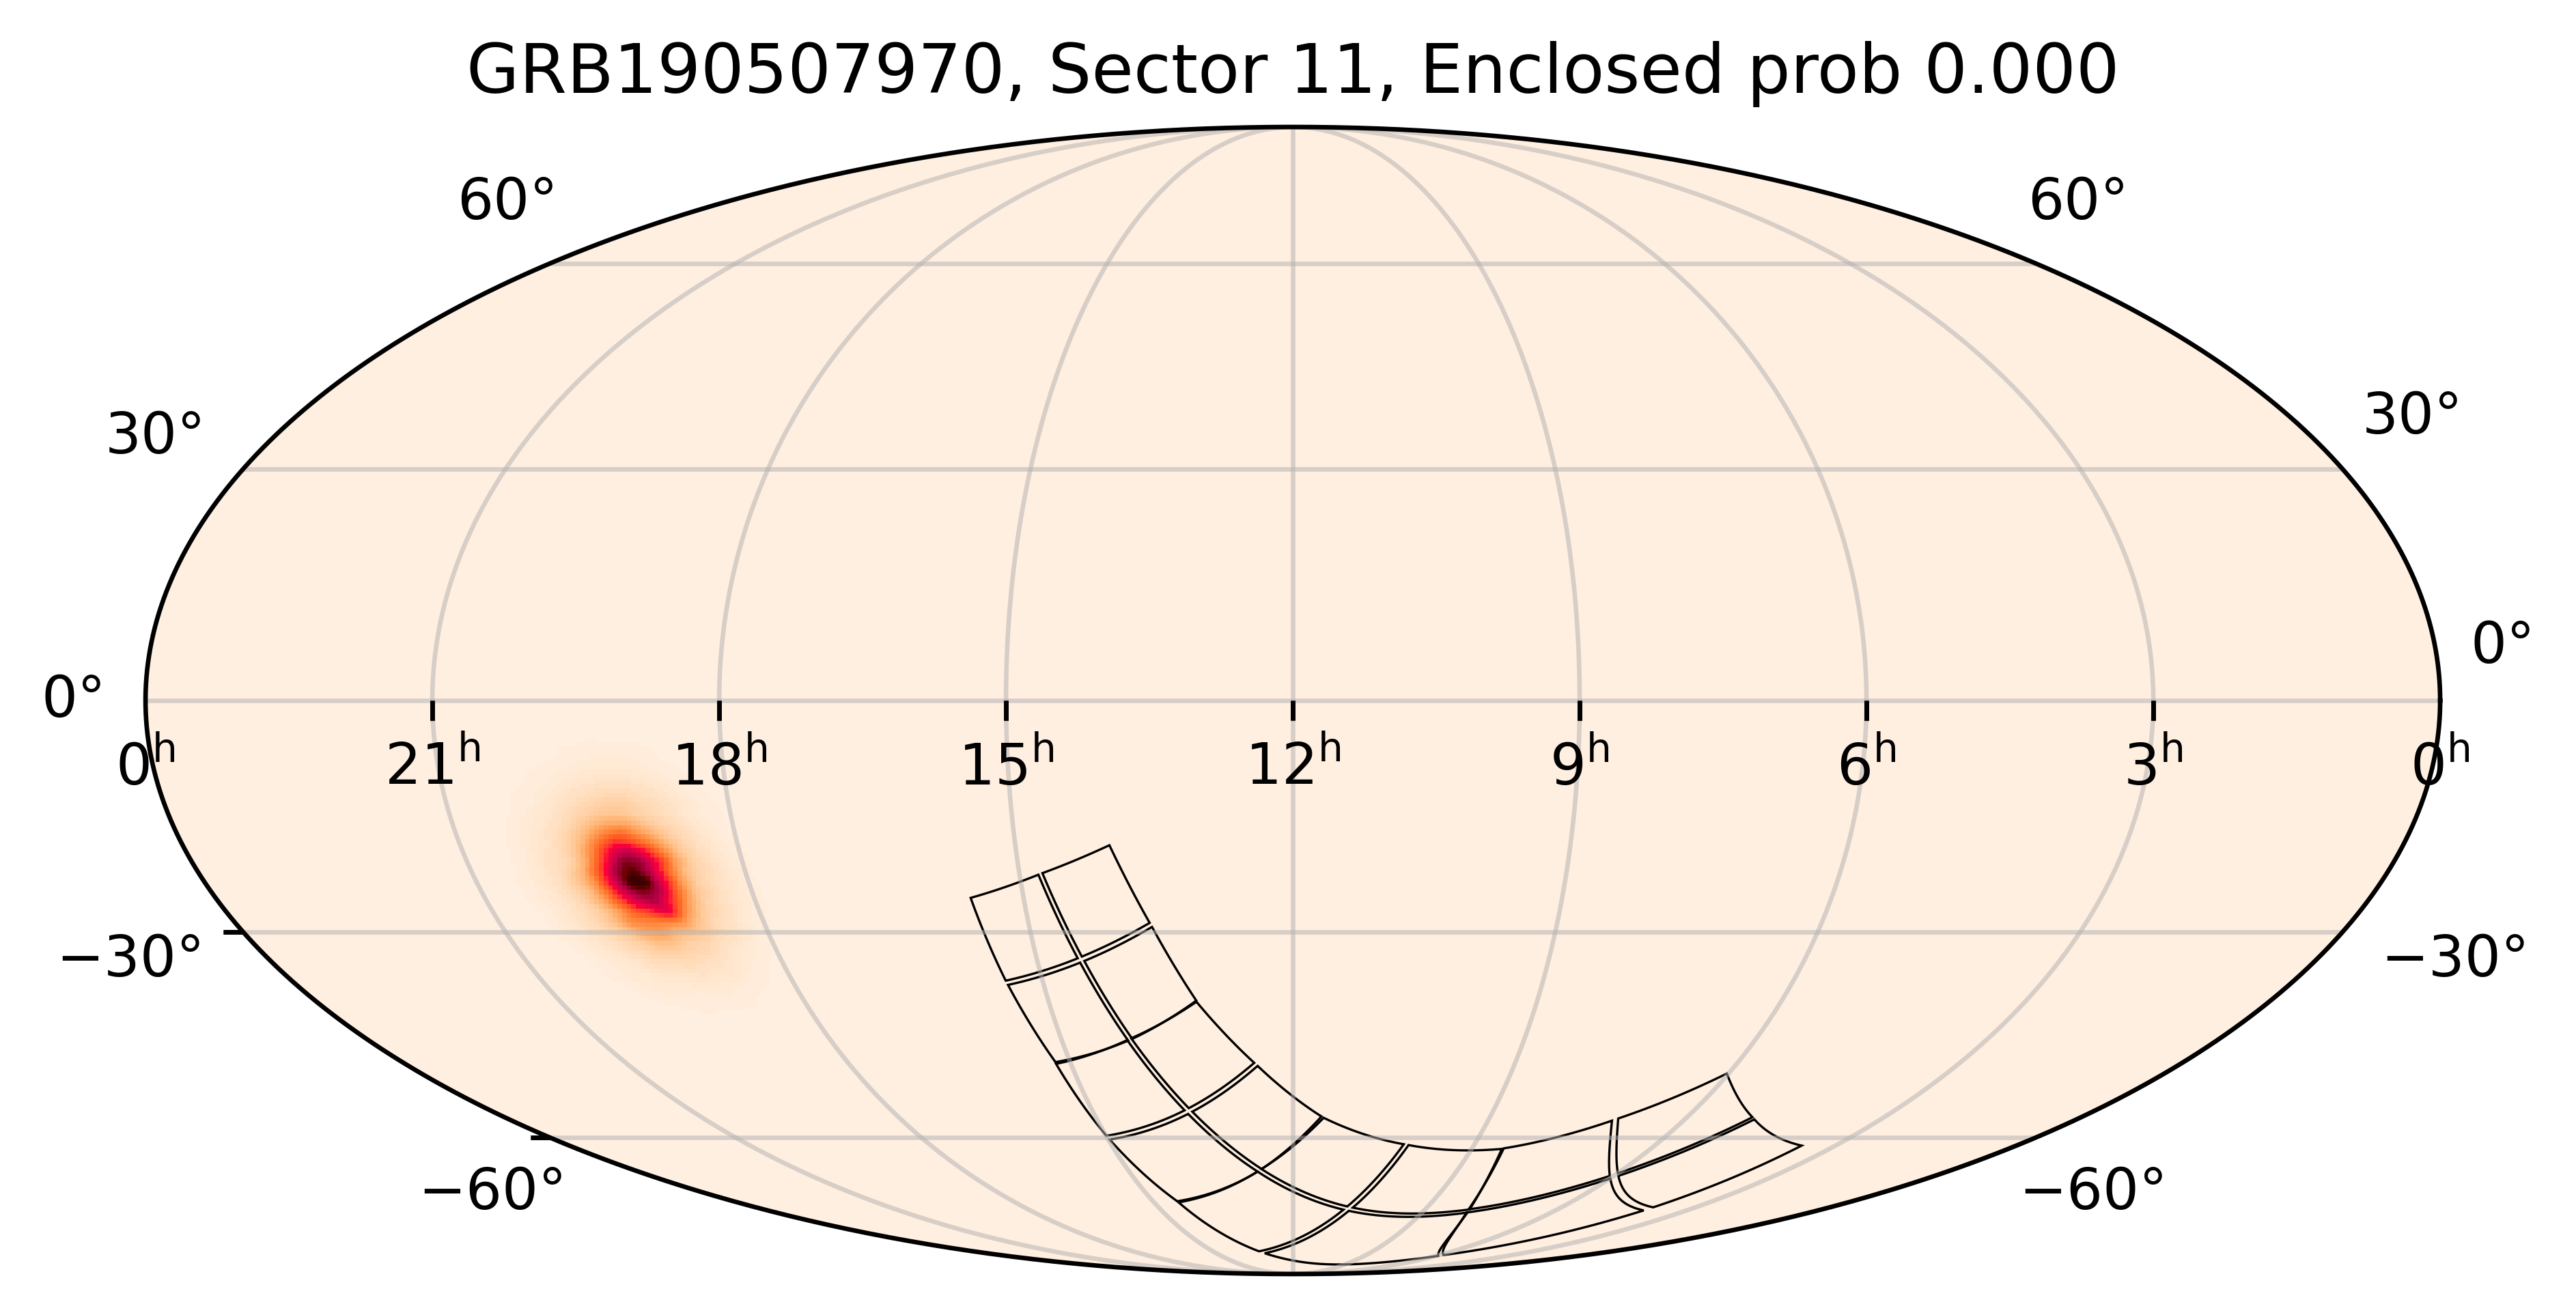 GRB190507970, Sector 11, Enclosed prob 0.000
60° 60°
30° 30°
0° 0°
0ʰ 21ʰ 18ʰ 15ʰ 12ʰ 9ʰ 6ʰ 3ʰ 0ʰ
−30° −30°
−60° −60°